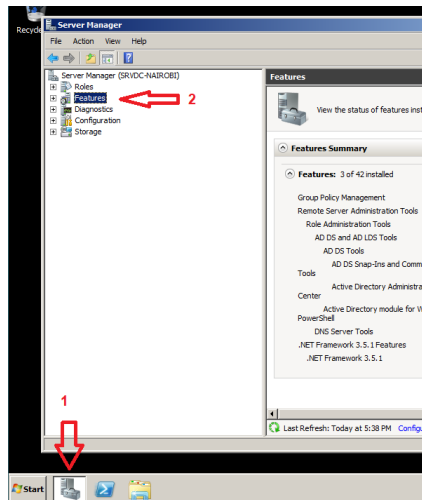 Recycle
Server Manager
File Action View Help
Server Manager (SRVDC-NAIROBI)
Roles
Features
2
Diagnostics
Configuration
Storage
Features
View the status of features inst
Features Summary
Features: 3 of 42 installed
Group Policy Management
Remote Server Administration Tools
Role Administration Tools
AD DS and AD LDS Tools
AD DS Tools
AD DS Snap-Ins and Comm
Tools
Active Directory Administra
Center
Active Directory module for W
PowerShell
DNS Server Tools
.NET Framework 3.5.1 Features
.NET Framework 3.5.1
Last Refresh: Today at 5:38 PM Configu
1
Start